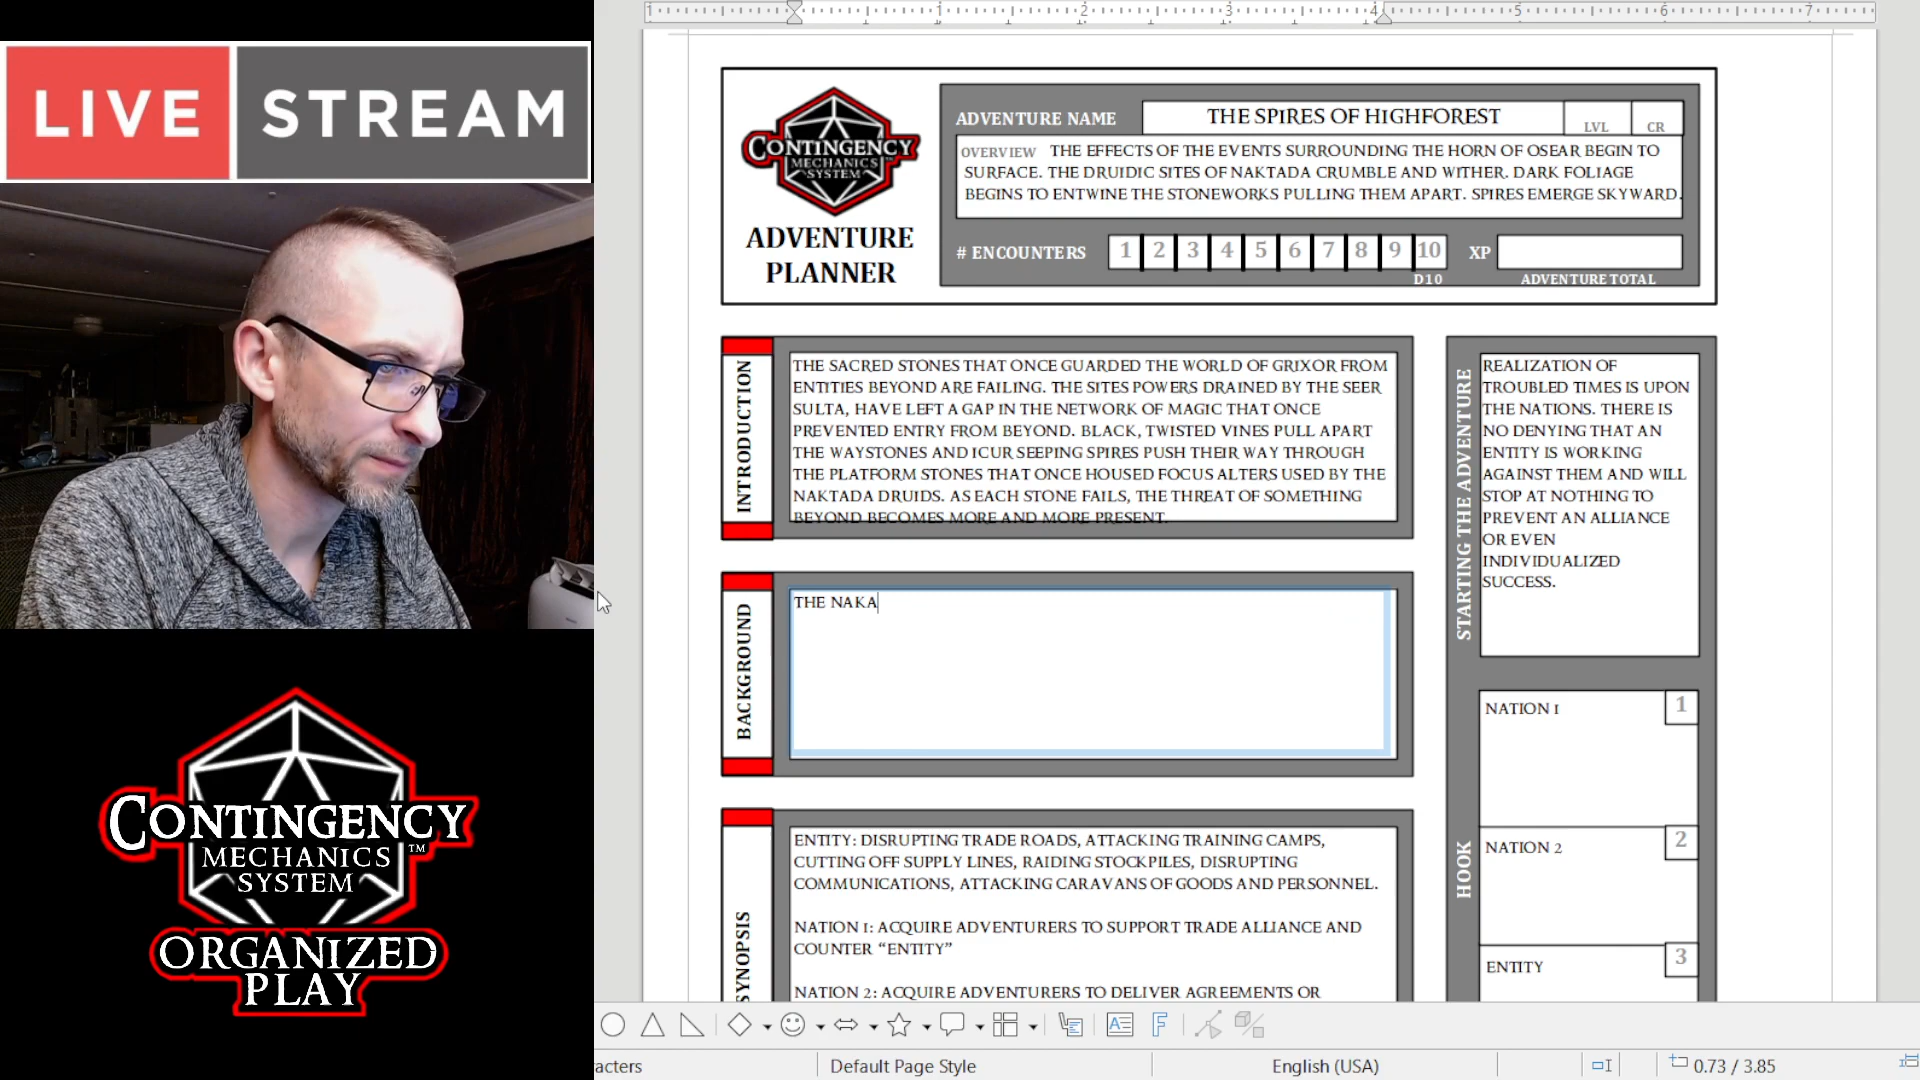 LIVE STREAM
CONTINGENCY
MECHANICS™
SYSTEM
ORGANIZED
PLAY
1 1 2 3 4 5 6 7
CONTINGENCY
MECHANICS
SYSTEM
ADVENTURE
PLANNER
ADVENTURE NAME THE SPIRES OF HIGHFOREST LVL CR
OVERVIEW THE EFFECTS OF THE EVENTS SURROUNDING THE HORN OF OSEAR BEGIN TO
SURFACE. THE DRUIDIC SITES OF NAKTADA CRUMBLE AND WITHER. DARK FOLIAGE
BEGINS TO ENTWINE THE STONEWORKS PULLING THEM APART. SPIRES EMERGE SKYWARD.
# ENCOUNTERS 1 2 3 4 5 6 7 8 9 10 XP
D10 ADVENTURE TOTAL
INTRODUCTION
THE SACRED STONES THAT ONCE GUARDED THE WORLD OF GRIXOR FROM
ENTITIES BEYOND ARE FAILING. THE SITES POWERS DRAINED BY THE SEER
SULTA, HAVE LEFT A GAP IN THE NETWORK OF MAGIC THAT ONCE
PREVENTED ENTRY FROM BEYOND. BLACK, TWISTED VINES PULL APART
THE WAYSTONES AND ICUR SEEPING SPIRES PUSH THEIR WAY THROUGH
THE PLATFORM STONES THAT ONCE HOUSED FOCUS ALTERS USED BY THE
NAKTADA DRUIDS. AS EACH STONE FAILS, THE THREAT OF SOMETHING
BEYOND BECOMES MORE AND MORE PRESENT.
BACKGROUND
THE NAKA
SYNOPSIS
ENTITY: DISRUPTING TRADE ROADS, ATTACKING TRAINING CAMPS,
CUTTING OFF SUPPLY LINES, RAIDING STOCKPILES, DISRUPTING
COMMUNICATIONS, ATTACKING CARAVANS OF GOODS AND PERSONNEL.
NATION 1: ACQUIRE ADVENTURERS TO SUPPORT TRADE ALLIANCE AND
COUNTER “ENTITY”
NATION 2: ACQUIRE ADVENTURERS TO DELIVER AGREEMENTS OR
STARTING THE ADVENTURE
REALIZATION OF
TROUBLED TIMES IS UPON
THE NATIONS. THERE IS
NO DENYING THAT AN
ENTITY IS WORKING
AGAINST THEM AND WILL
STOP AT NOTHING TO
PREVENT AN ALLIANCE
OR EVEN
INDIVIDUALIZED
SUCCESS.
HOOK
NATION 1 1
NATION 2 2
ENTITY 3
acters Default Page Style English (USA) 0.73 / 3.85